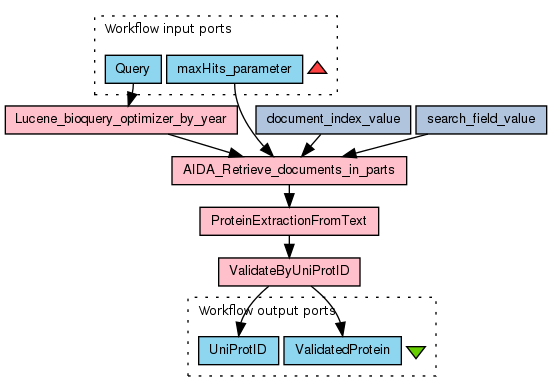 Workflow input ports
Query
maxHits_parameter
Lucene_bioquery_optimizer_by_year
document_index_value
search_field_value
AIDA_Retrieve_documents_in_parts
ProteinExtractionFromText
ValidateByUniProtID
Workflow output ports
UniProtID
ValidatedProtein